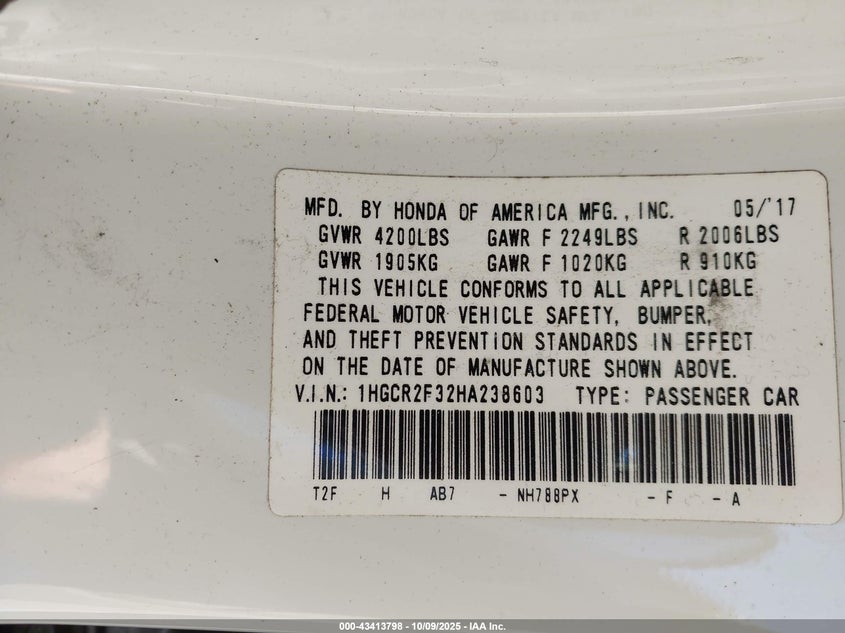 MFD. BY HONDA OF AMERICA MFG., INC. 05/'17
GVWR 4200LBS GAWR F 2249LBS R 2006LBS
GVWR 1905KG GAWR F 1020KG R 910KG
THIS VEHICLE CONFORMS TO ALL APPLICABLE
FEDERAL MOTOR VEHICLE SAFETY, BUMPER,
AND THEFT PREVENTION STANDARDS IN EFFECT
ON THE DATE OF MANUFACTURE SHOWN ABOVE.
V.I.N.: 1HGCR2F32HA238603 TYPE: PASSENGER CAR
T2F H AB7 - NH788PX - F - A
000-43413798 - 10/09/2025 - IAA Inc.